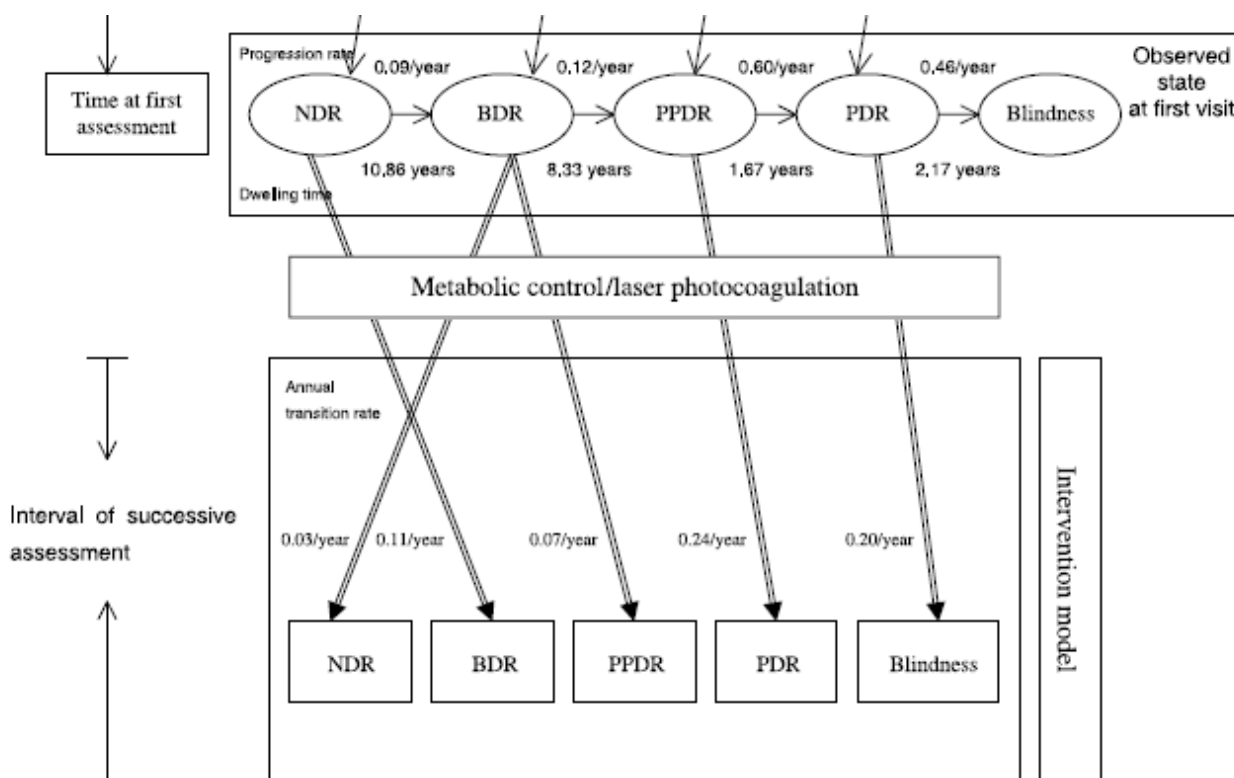 Progression rate
0.09/year
0.12/year
0.60/year
0.46/year
Observed
state
at first visit
Time at first
assessment
NDR
BDR
PPDR
PDR
Blindness
10.86 years
8.33 years
1.67 years
2.17 years
Dwelling time
Metabolic control/laser photocoagulation
Annual
transition rate
Interval of successive
assessment
0.03/year
0.11/year
0.07/year
0.24/year
0.20/year
NDR
BDR
PPDR
PDR
Blindness
Intervention model